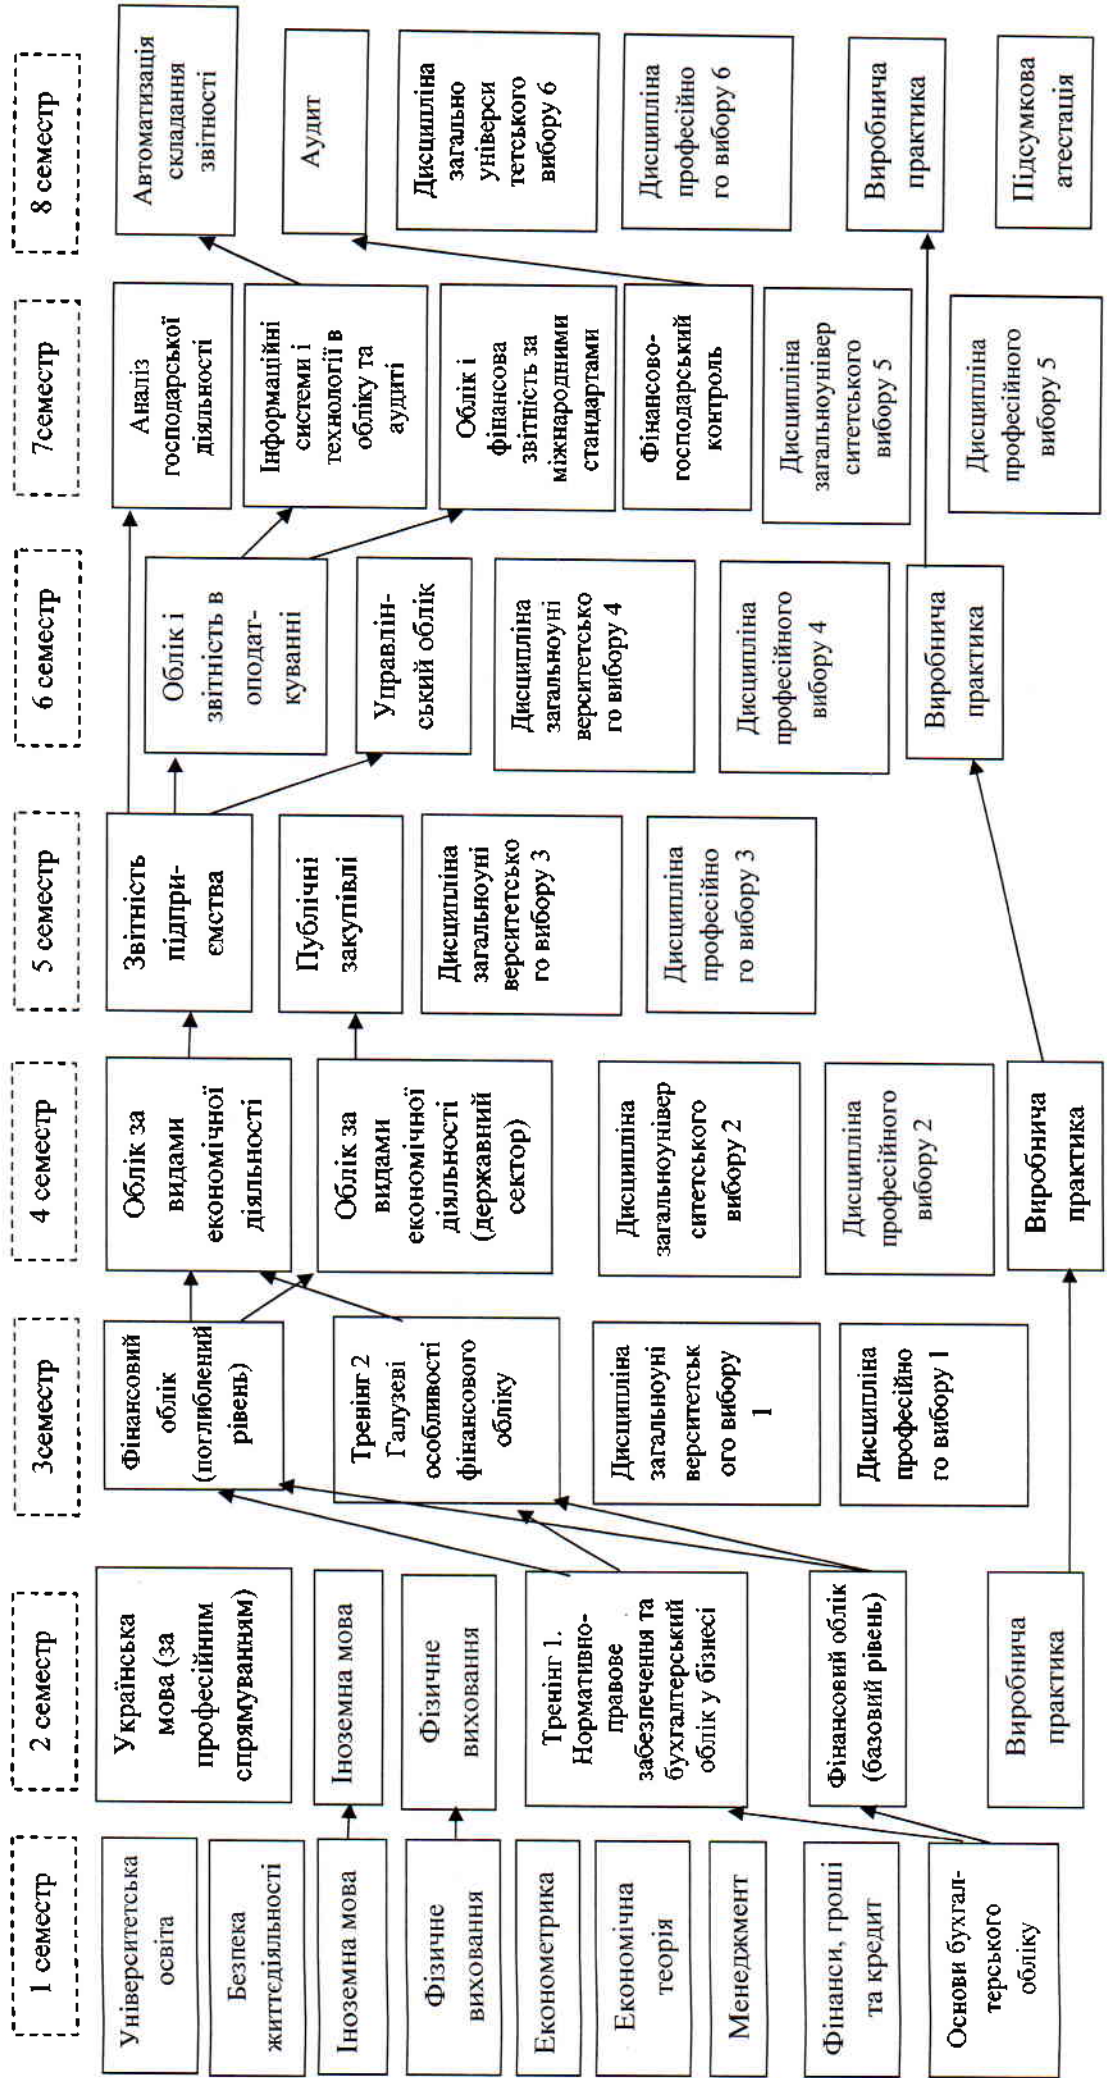 1 семестр
Університетська
освіта
Безпека
життєдіяльності
Іноземна мова
Фізичне
виховання
Економетрика
Економічна
теорія
Менеджмент
Фінанси, гроші
та кредит
Основи бухгал-
терського
обліку
2 семестр
Українська
мова (за
професійним
спрямуванням)
Іноземна мова
Фізичне
виховання
Тренінг 1.
Нормативно-
правове
забезпечення та
бухгалтерський
облік у бізнесі
Фінансовий облік
(базовий рівень)
Виробнича
практика
3семестр
Фінансовий
облік
(поглиблений
рівень)
Тренінг 2
Галузеві
особливості
фінансового
обліку
Дисципліна
загальноуні
верситетськ
ого вибору
1
Дисципліна
професійно
го вибору 1
4 семестр
Облік за
видами
економічної
діяльності
Облік за
видами
економічної
діяльності
(державний
сектор)
Дисципліна
загальноунівер
ситетського
вибору 2
Дисципліна
професійного
вибору 2
Виробнича
практика
5 семестр
Звітність
підпри-
ємства
Публічні
закупівлі
Дисципліна
загальноуні
верситетсько
го вибору 3
Дисципліна
професійно
го вибору 3
6 семестр
Облік і
звітність в
оподат-
куванні
Управлін-
ський облік
Дисципліна
загальноуні
верситетсько
го вибору 4
Дисципліна
професійного
вибору 4
Виробнича
практика
7семестр
Аналіз
господарської
діяльності
Інформаційні
системи і
технології в
обліку та
аудиті
Облік і
фінансова
звітність за
міжнародними
стандартами
Фінансово-
господарський
контроль
Дисципліна
загальноунівер
ситетського
вибору 5
Дисципліна
професійного
вибору 5
8 семестр
Автоматизація
складання
звітності
Аудит
Дисципліна
загально
універси
тетського
вибору 6
Дисципліна
професійно
го вибору 6
Виробнича
практика
Підсумкова
атестація